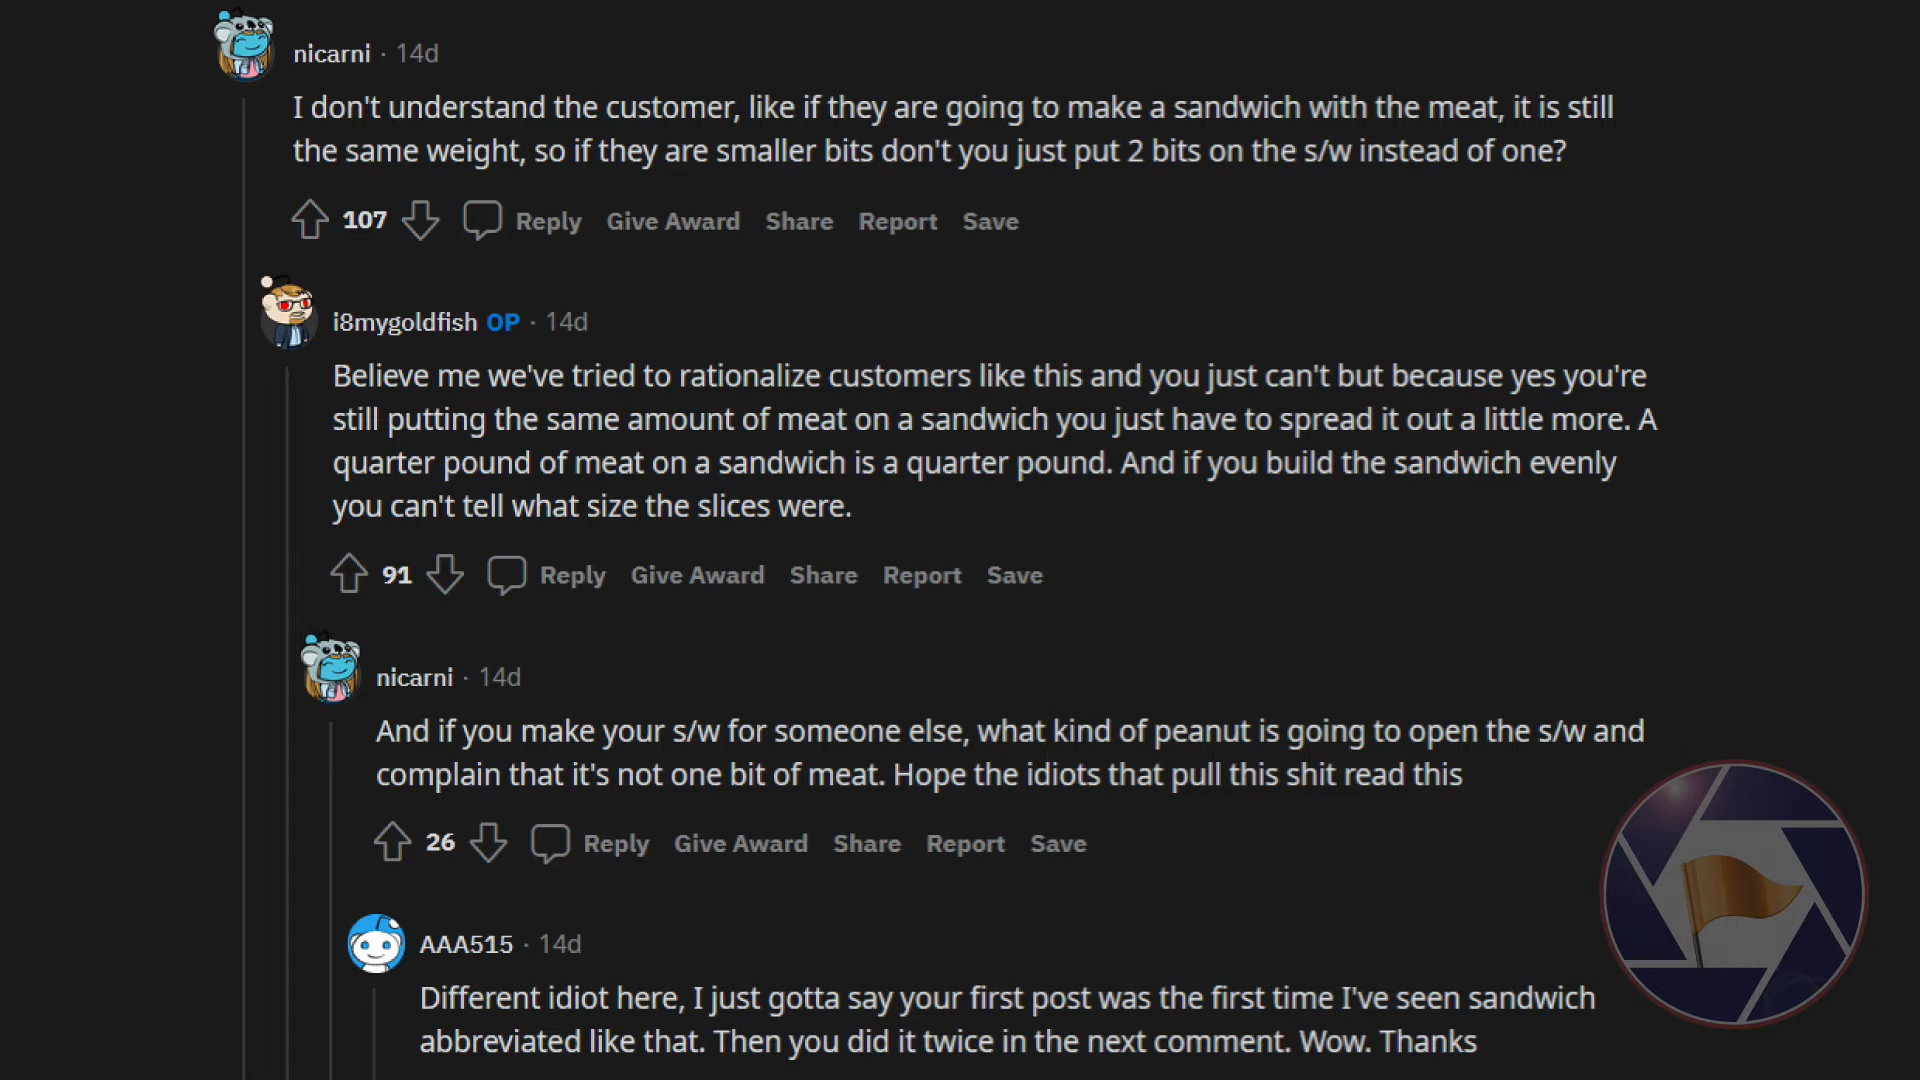 nicarni · 14d
I don't understand the customer, like if they are going to make a sandwich with the meat, it is still
the same weight, so if they are smaller bits don't you just put 2 bits on the s/w instead of one?
107 Reply Give Award Share Report Save
i8mygoldfish OP · 14d
Believe me we've tried to rationalize customers like this and you just can't but because yes you're
still putting the same amount of meat on a sandwich you just have to spread it out a little more. A
quarter pound of meat on a sandwich is a quarter pound. And if you build the sandwich evenly
you can't tell what size the slices were.
91 Reply Give Award Share Report Save
nicarni · 14d
And if you make your s/w for someone else, what kind of peanut is going to open the s/w and
complain that it's not one bit of meat. Hope the idiots that pull this shit read this
26 Reply Give Award Share Report Save
AAA515 · 14d
Different idiot here, I just gotta say your first post was the first time I've seen sandwich
abbreviated like that. Then you did it twice in the next comment. Wow. Thanks